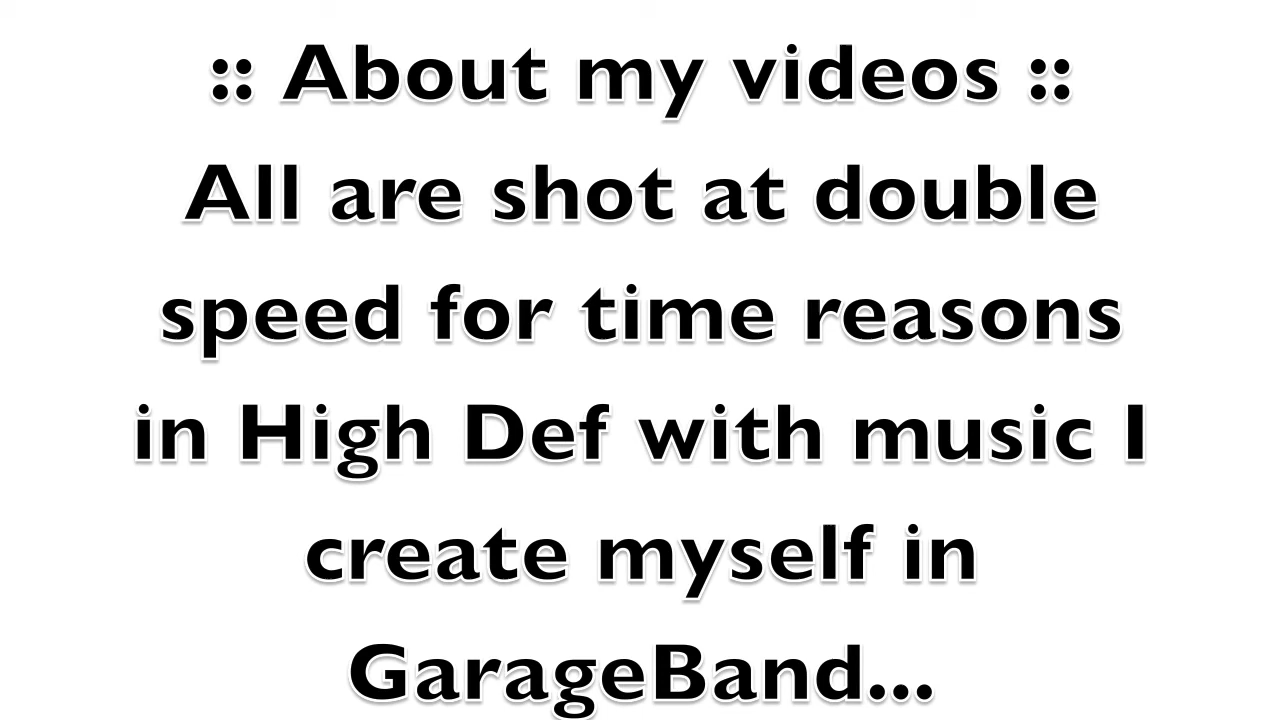 :: About my videos ::
All are shot at double
speed for time reasons
in High Def with music I
create myself in
GarageBand...